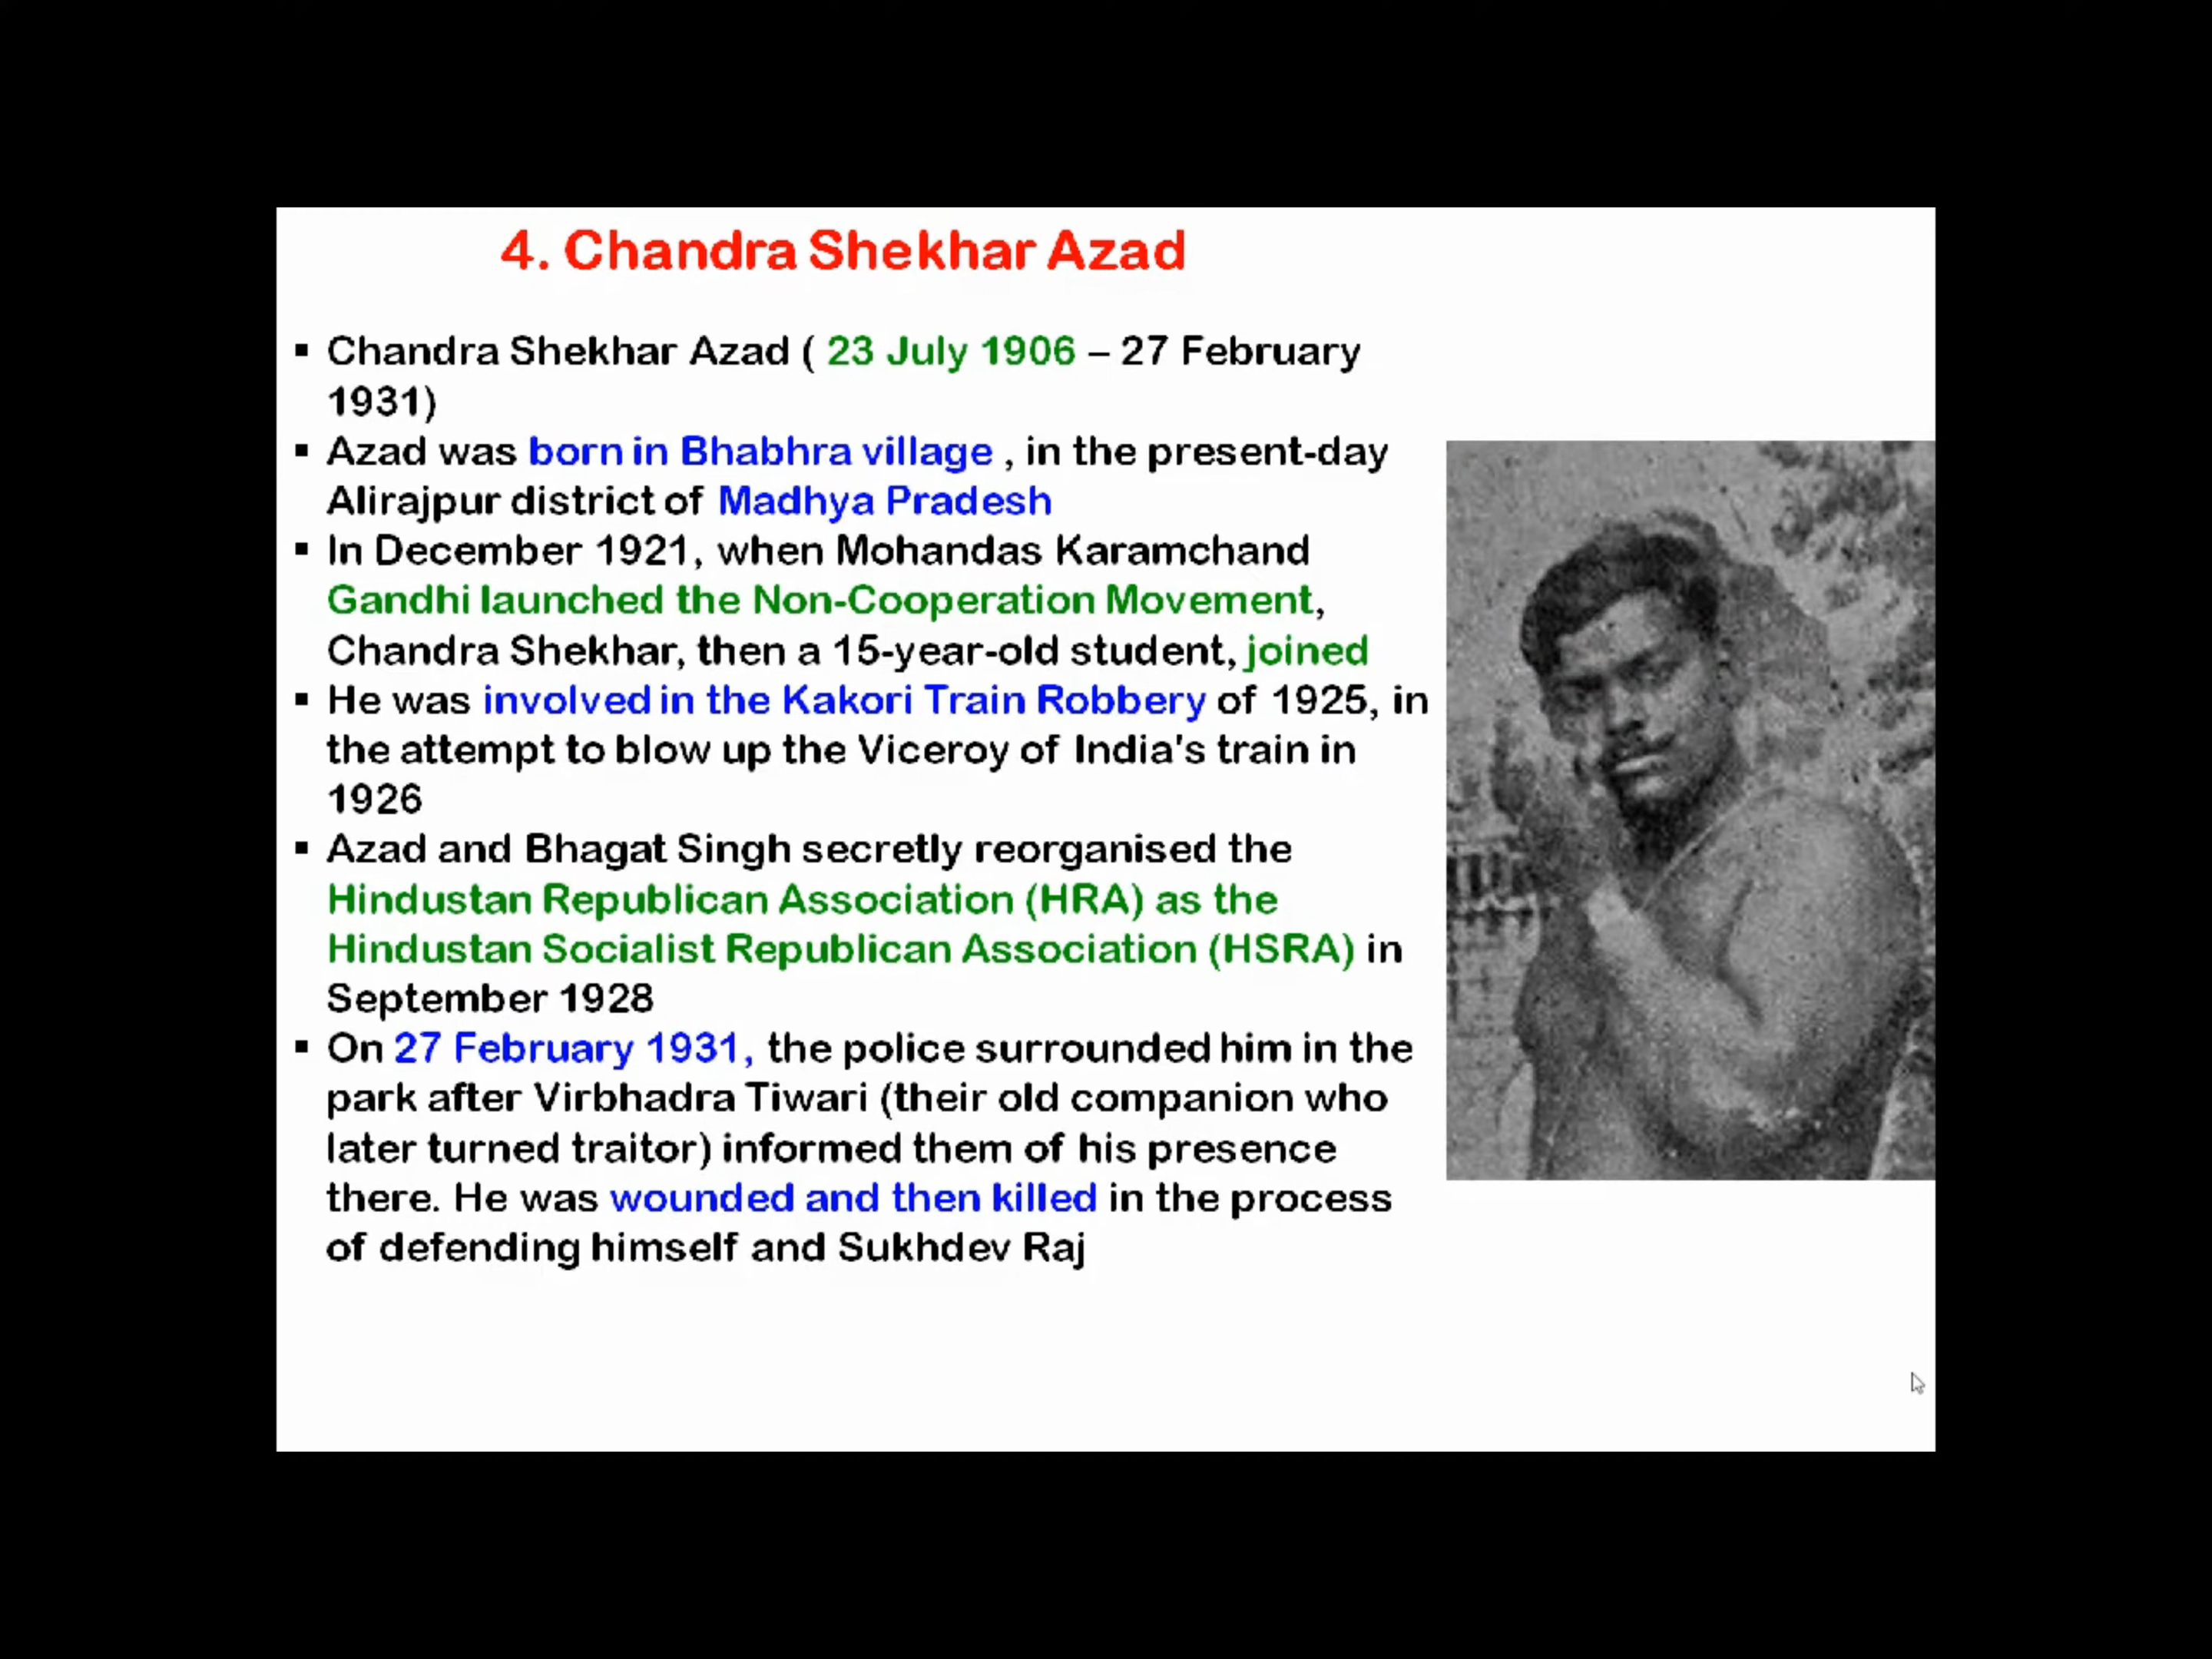 4. Chandra Shekhar Azad
▪ Chandra Shekhar Azad ( 23 July 1906 – 27 February
1931)
▪ Azad was born in Bhabhra village , in the present-day
Alirajpur district of Madhya Pradesh
▪ In December 1921, when Mohandas Karamchand
Gandhi launched the Non-Cooperation Movement,
Chandra Shekhar, then a 15-year-old student, joined
▪ He was involved in the Kakori Train Robbery of 1925, in
the attempt to blow up the Viceroy of India's train in
1926
▪ Azad and Bhagat Singh secretly reorganised the
Hindustan Republican Association (HRA) as the
Hindustan Socialist Republican Association (HSRA) in
September 1928
▪ On 27 February 1931, the police surrounded him in the
park after Virbhadra Tiwari (their old companion who
later turned traitor) informed them of his presence
there. He was wounded and then killed in the process
of defending himself and Sukhdev Raj